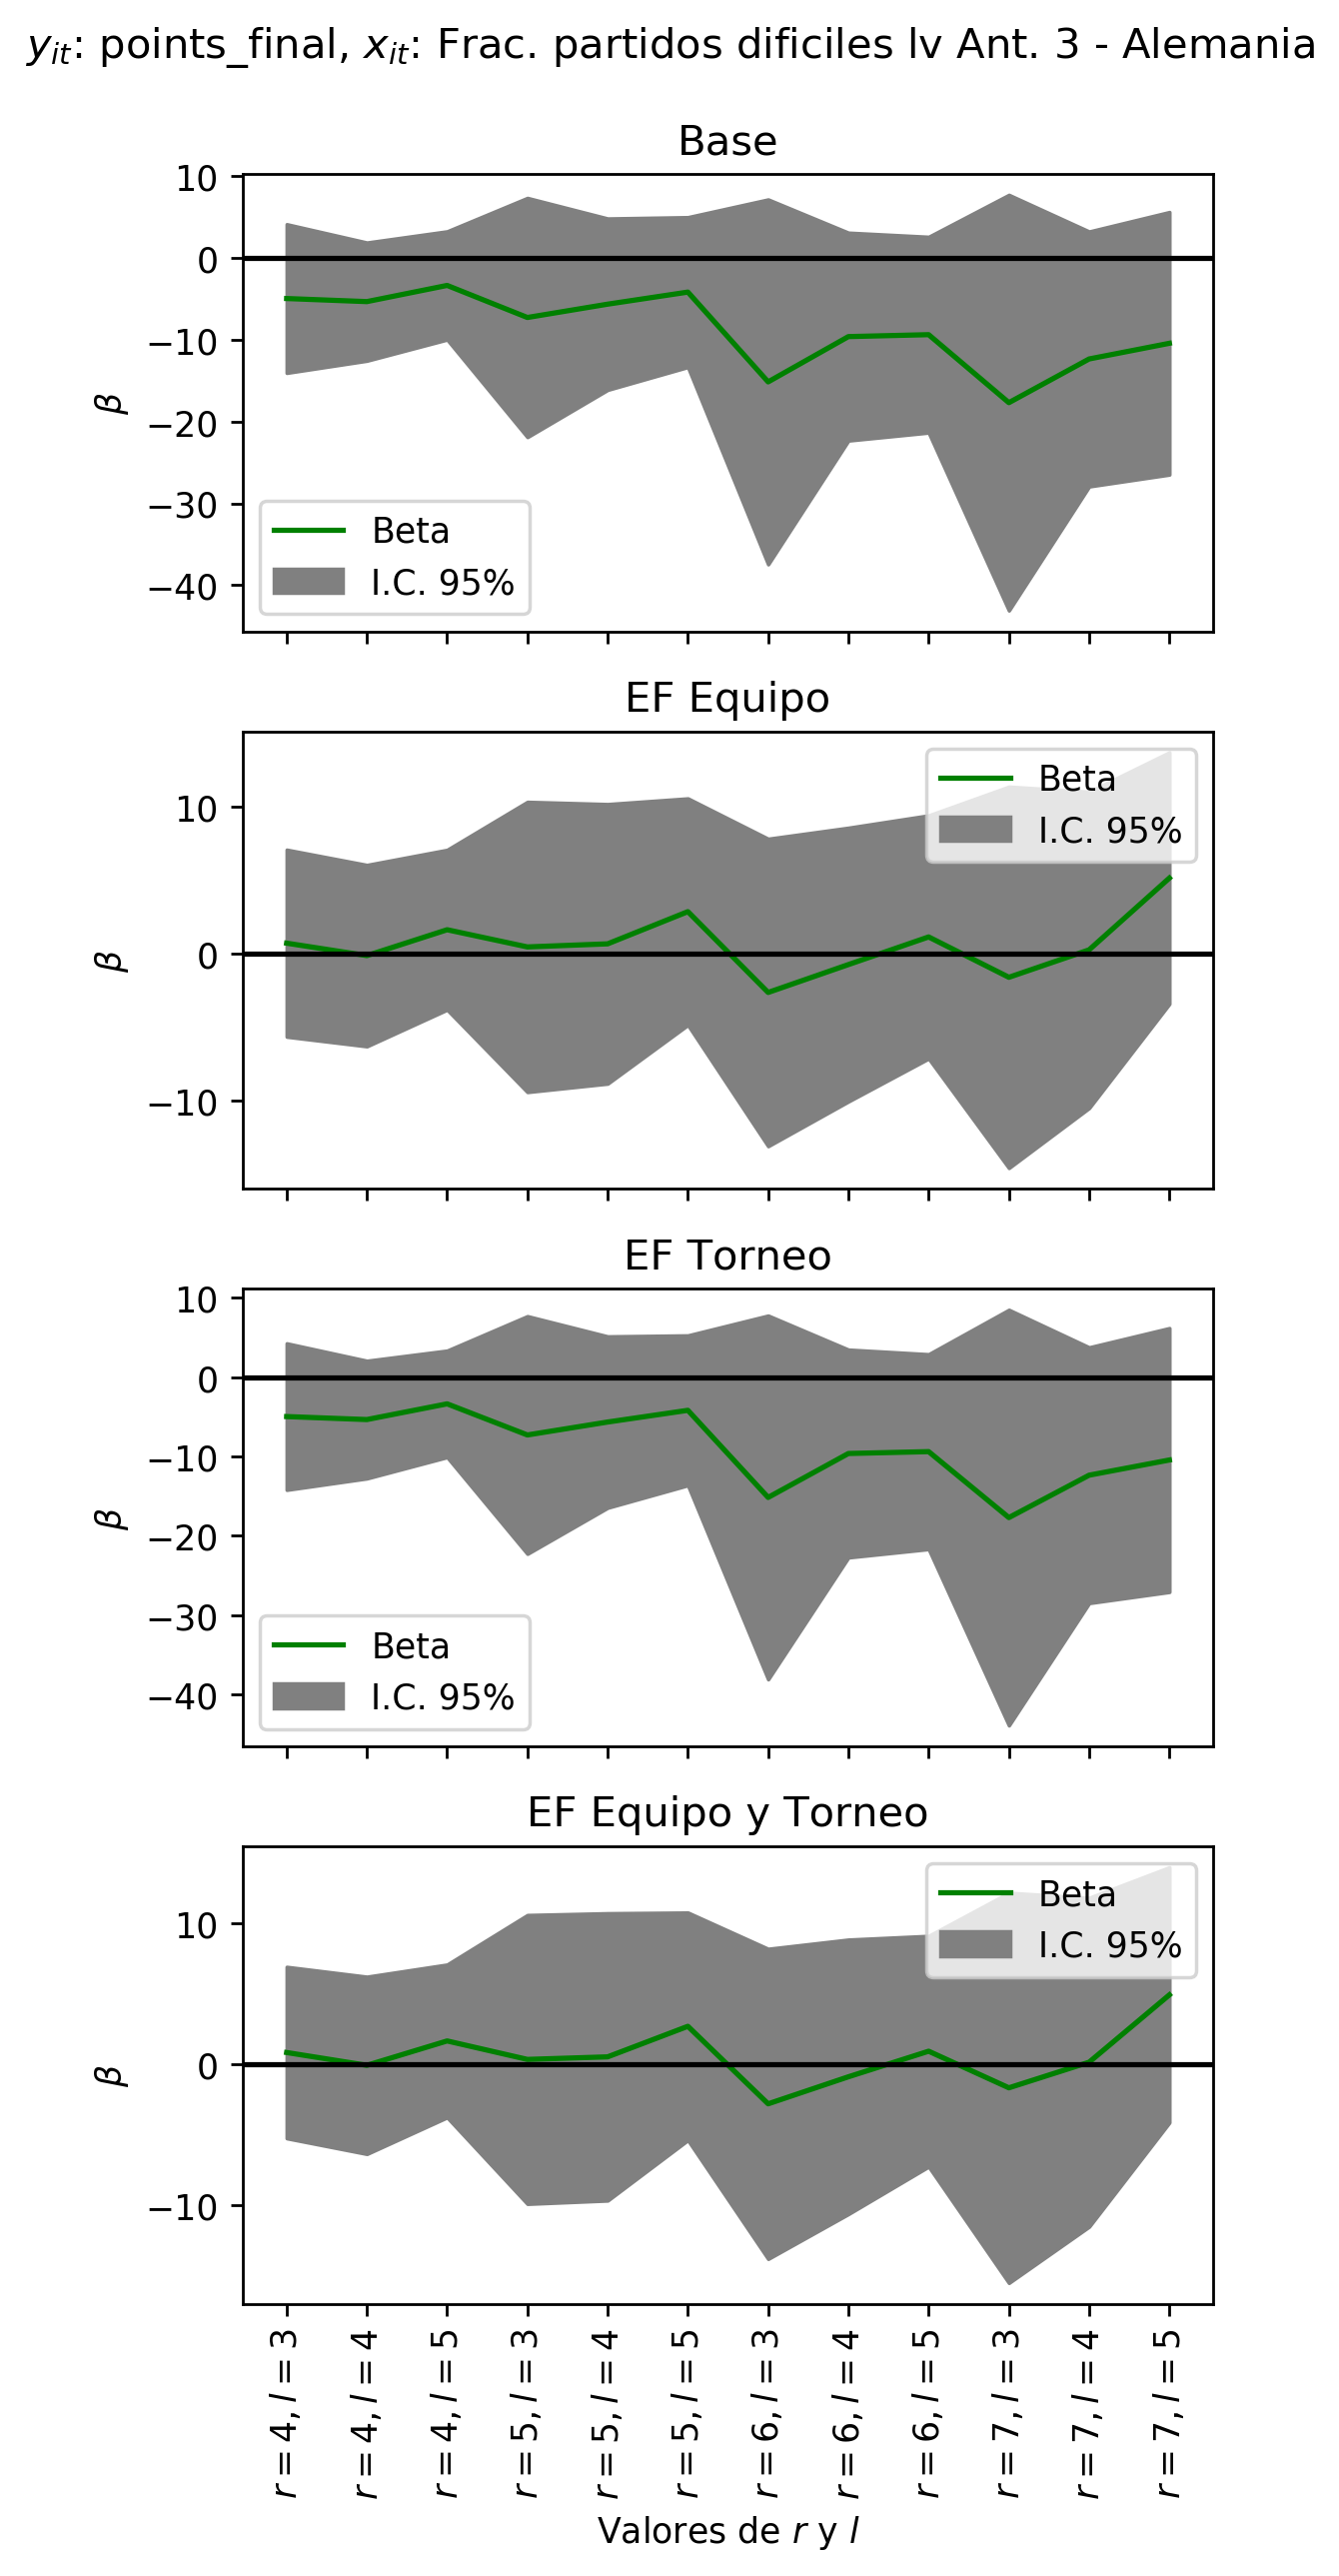 y_it: points_final, x_it: Frac. partidos dificiles lv Ant. 3 - Alemania
Base
10
0
−10
−20
−30
−40
β
Beta
I.C. 95%
EF Equipo
10
0
−10
β
Beta
I.C. 95%
EF Torneo
10
0
−10
−20
−30
−40
β
Beta
I.C. 95%
EF Equipo y Torneo
10
0
−10
β
Beta
I.C. 95%
r = 4, l = 3
r = 4, l = 4
r = 4, l = 5
r = 5, l = 3
r = 5, l = 4
r = 5, l = 5
r = 6, l = 3
r = 6, l = 4
r = 6, l = 5
r = 7, l = 3
r = 7, l = 4
r = 7, l = 5
Valores de r y l